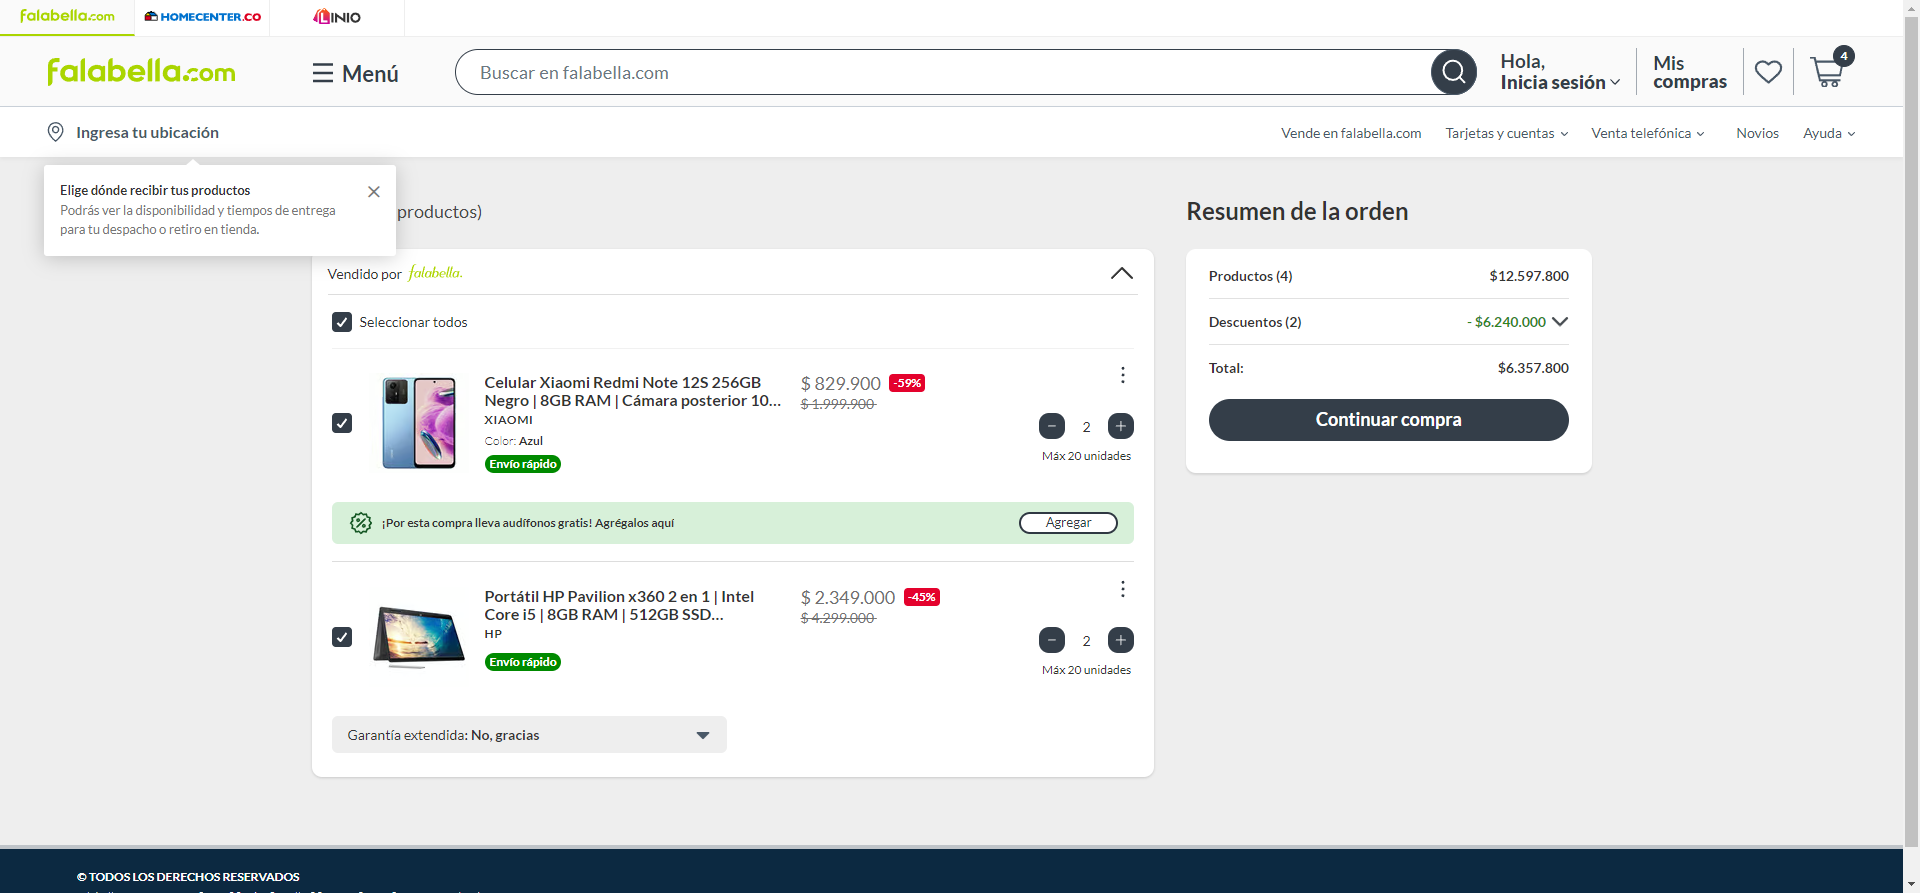 falabella.com
HOMECENTER.CO
LINIO
falabella.com
Menú
Buscar en falabella.com
Hola,
Inicia sesión
Mis
compras
4
Ingresa tu ubicación
Vende en falabella.com
Tarjetas y cuentas
Venta telefónica
Novios
Ayuda
Elige dónde recibir tus productos
Podrás ver la disponibilidad y tiempos de entrega
para tu despacho o retiro en tienda.
productos)
Vendido por falabella.
Seleccionar todos
Celular Xiaomi Redmi Note 12S 256GB
Negro | 8GB RAM | Cámara posterior 10...
XIAOMI
Color: Azul
Envío rápido
$ 829.900 -59%
$ 1.999.900
2
Máx 20 unidades
¡Por esta compra lleva audífonos gratis! Agrégalos aquí
Agregar
Portátil HP Pavilion x360 2 en 1 | Intel
Core i5 | 8GB RAM | 512GB SSD...
HP
Envío rápido
$ 2.349.000 -45%
$ 4.299.000
2
Máx 20 unidades
Garantía extendida: No, gracias
Resumen de la orden
Productos (4) $12.597.800
Descuentos (2) - $6.240.000
Total: $6.357.800
Continuar compra
© TODOS LOS DERECHOS RESERVADOS